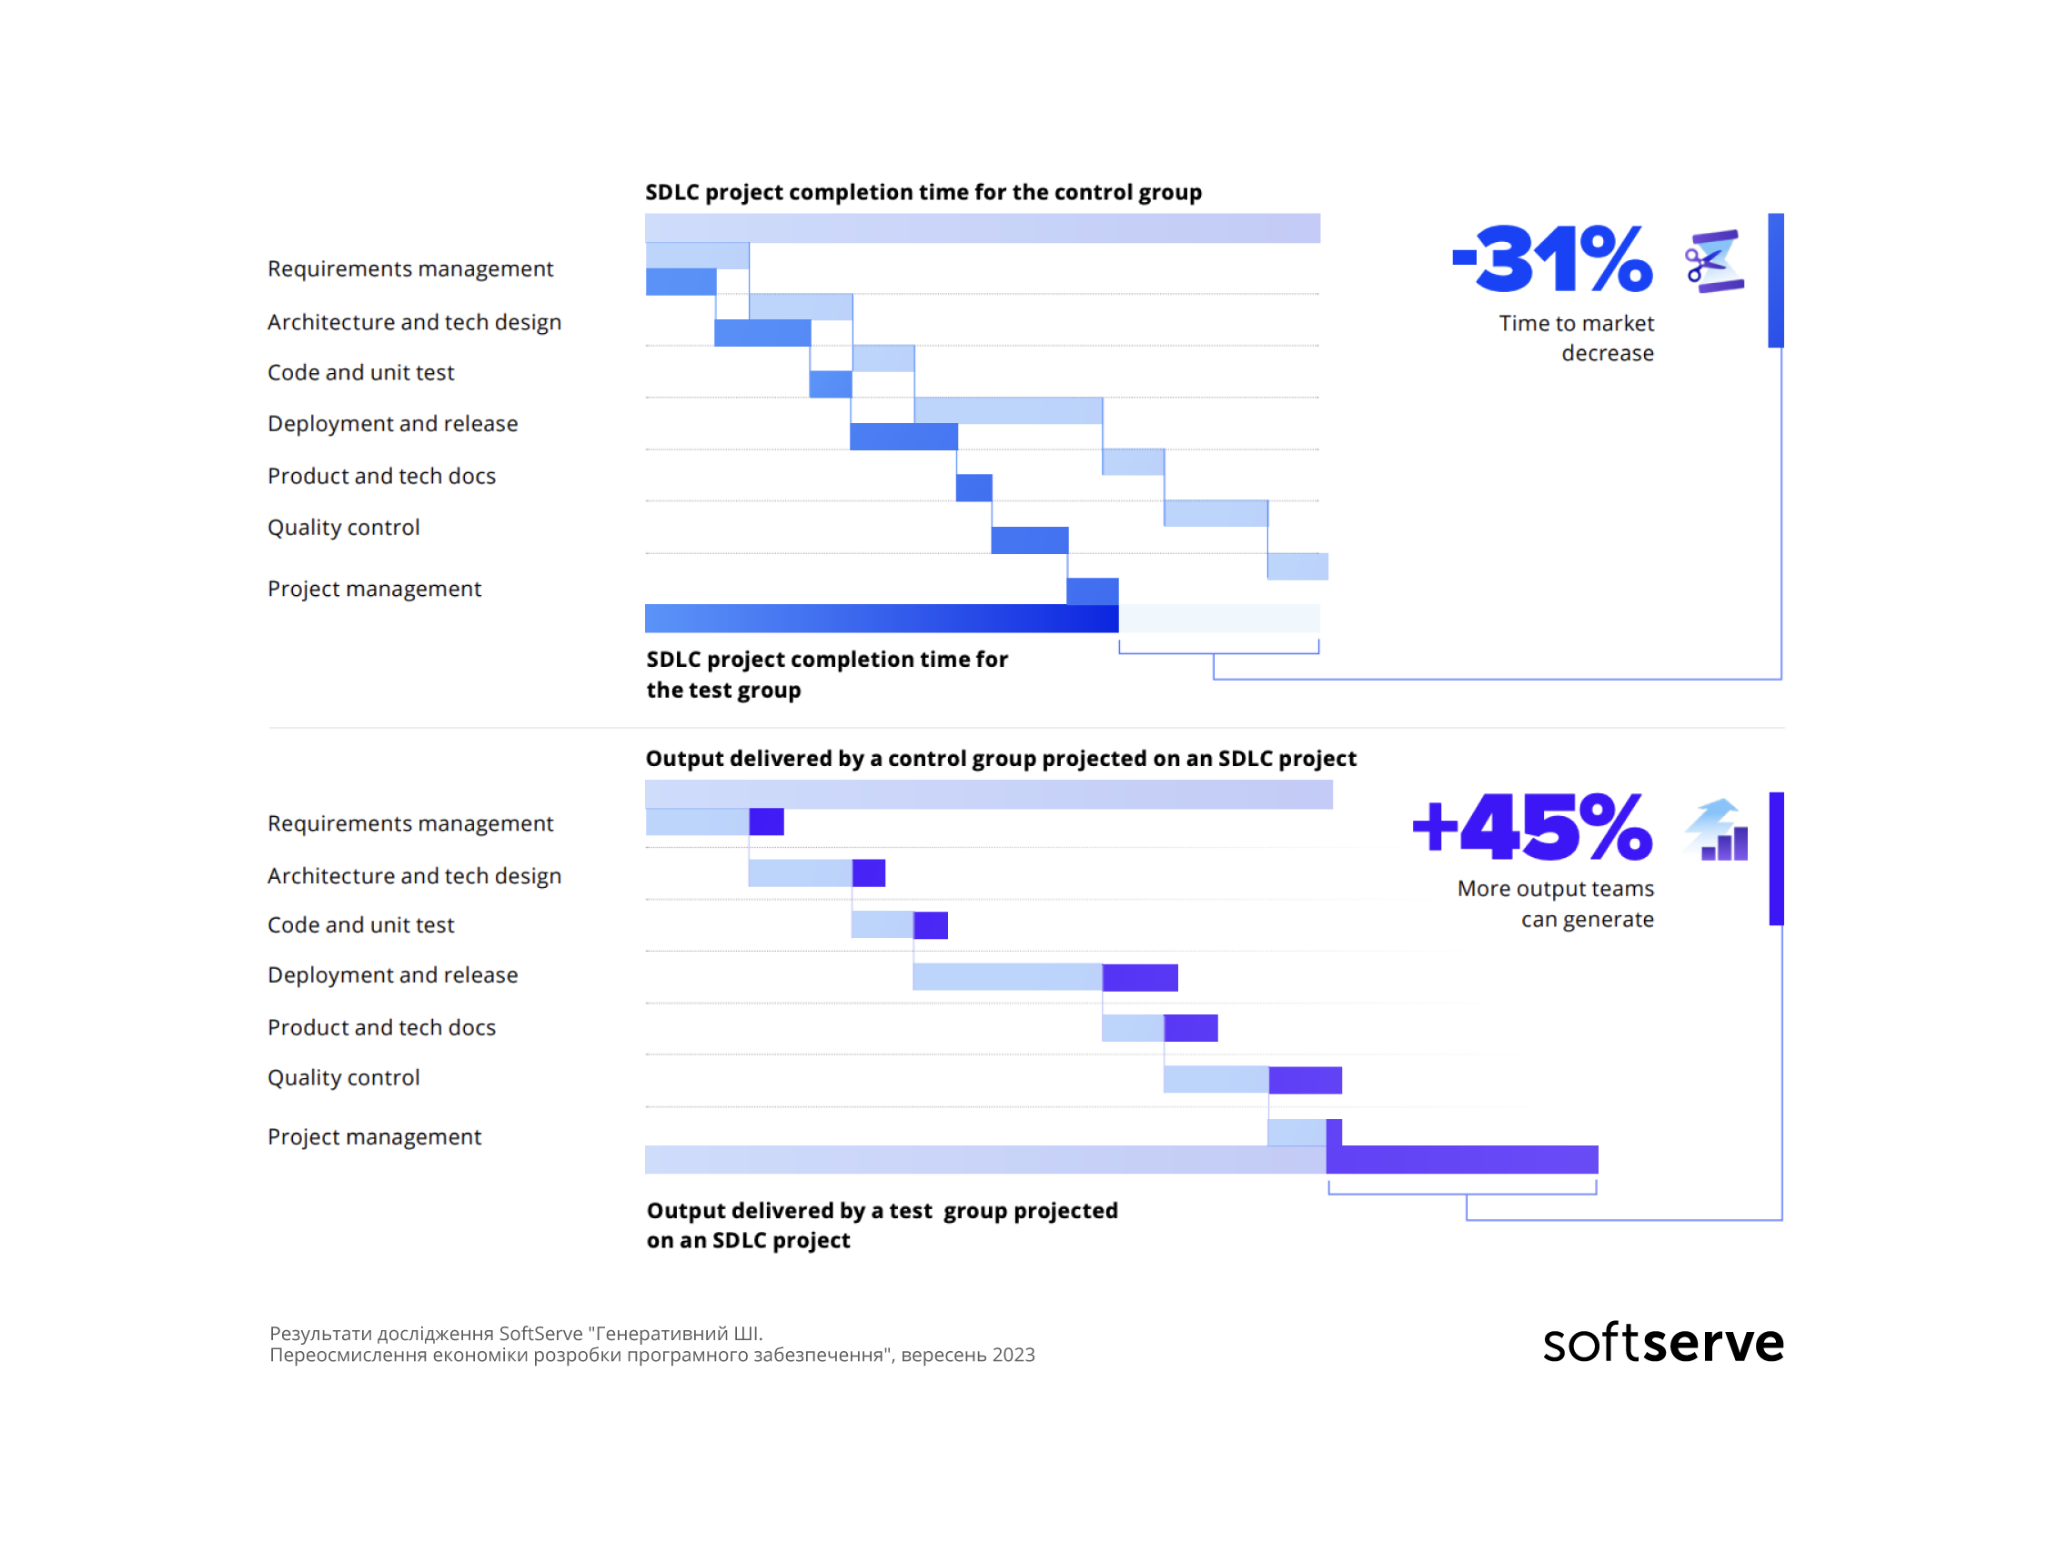 SDLC project completion time for the control group
-31%
Time to market
decrease
Requirements management
Architecture and tech design
Code and unit test
Deployment and release
Product and tech docs
Quality control
Project management
SDLC project completion time for
the test group
Output delivered by a control group projected on an SDLC project
+45%
More output teams
can generate
Requirements management
Architecture and tech design
Code and unit test
Deployment and release
Product and tech docs
Quality control
Project management
Output delivered by a test group projected
on an SDLC project
Результати дослідження SoftServe "Генеративний ШІ.
Переосмислення економіки розробки програмного забезпечення", вересень 2023
softserve